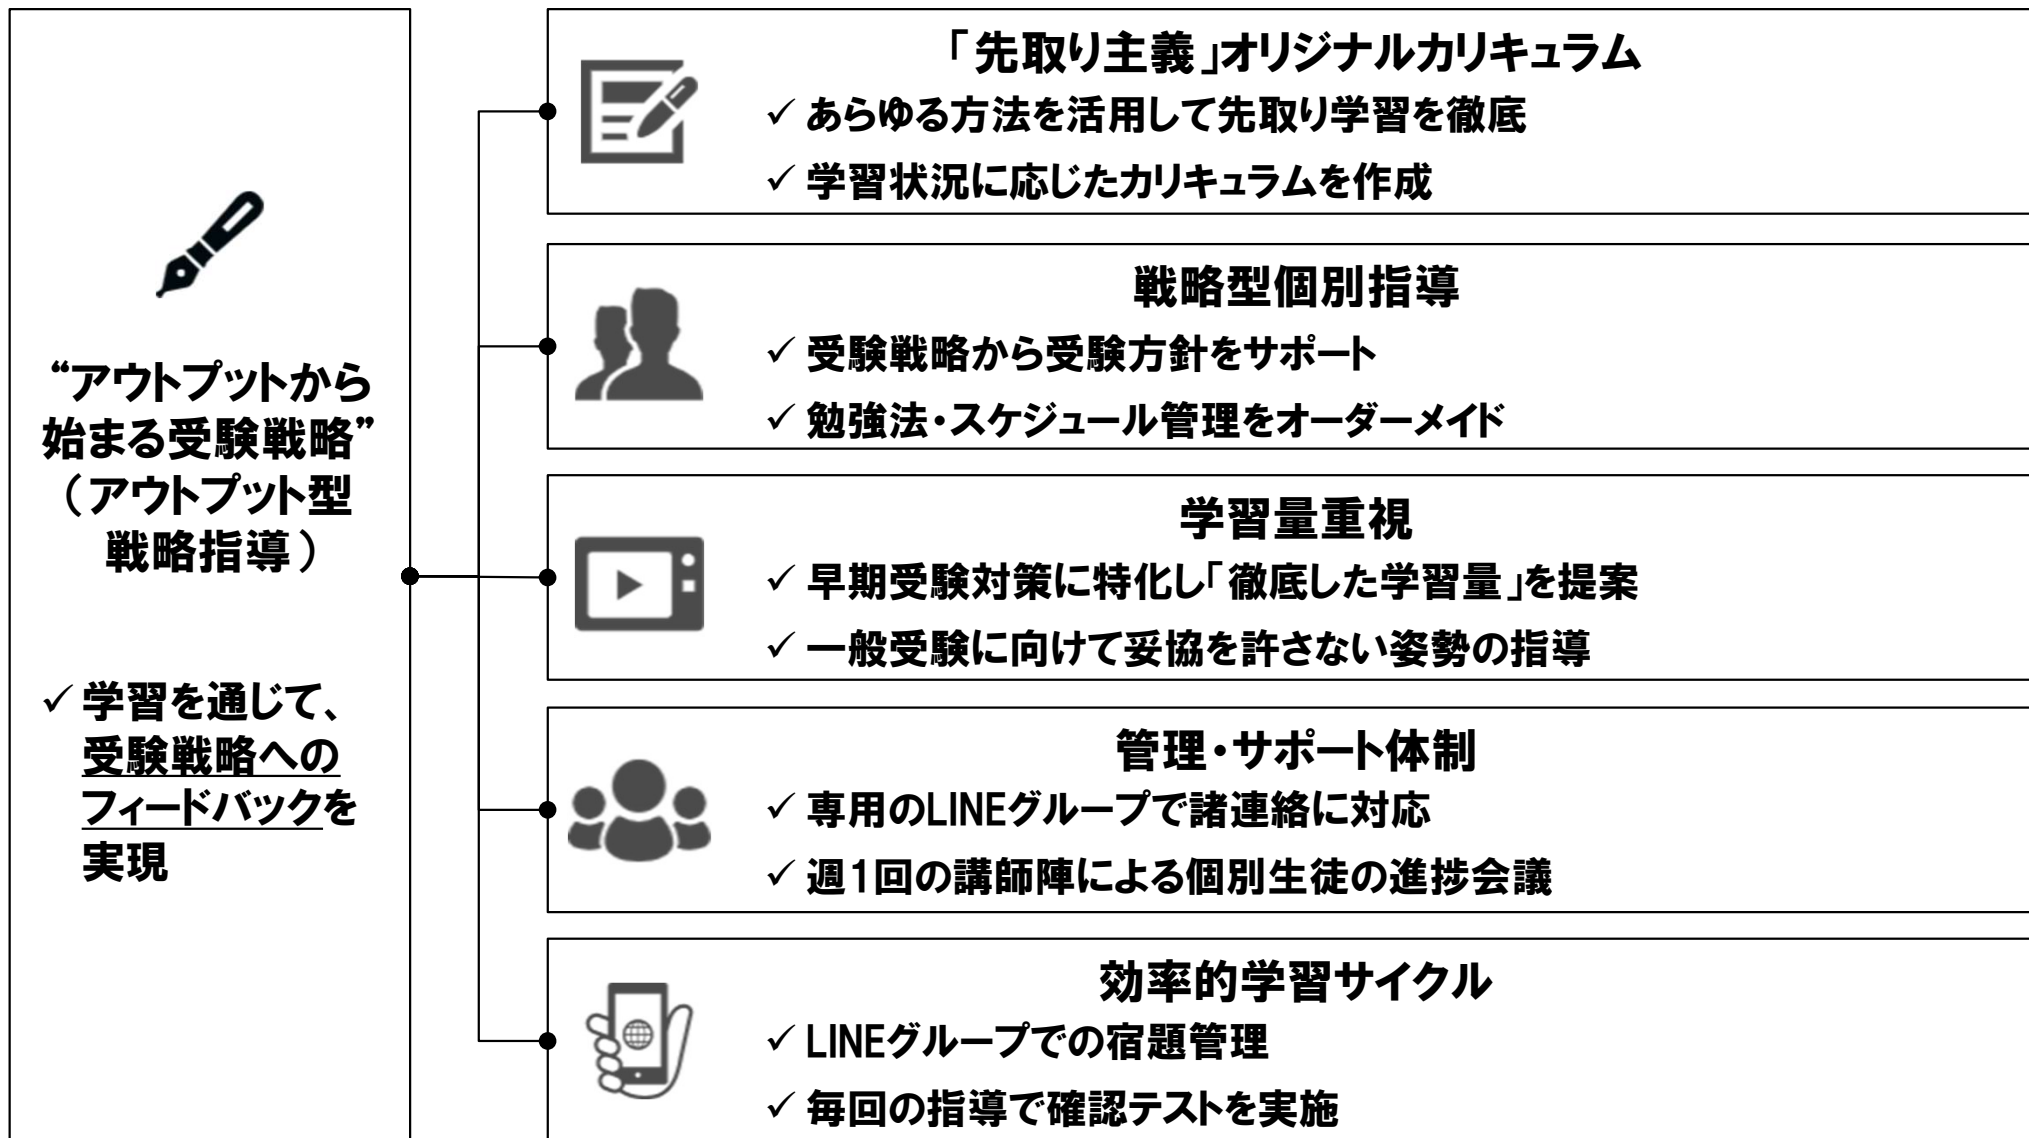 “アウトプットから
始まる受験戦略”
（アウトプット型
戦略指導）
✓ 学習を通じて、
受験戦略への
フィードバックを
実現
「先取り主義」オリジナルカリキュラム
✓ あらゆる方法を活用して先取り学習を徹底
✓ 学習状況に応じたカリキュラムを作成
戦略型個別指導
✓ 受験戦略から受験方針をサポート
✓ 勉強法・スケジュール管理をオーダーメイド
学習量重視
✓ 早期受験対策に特化し「徹底した学習量」を提案
✓ 一般受験に向けて妥協を許さない姿勢の指導
管理・サポート体制
✓ 専用のLINEグループで諸連絡に対応
✓ 週1回の講師陣による個別生徒の進捗会議
効率的学習サイクル
✓ LINEグループでの宿題管理
✓ 毎回の指導で確認テストを実施